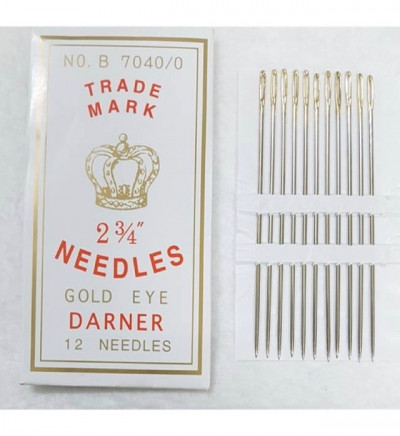 NO. B 7040/0
TRADE
MARK
2 ¾"
NEEDLES
GOLD EYE
DARNER
12 NEEDLES